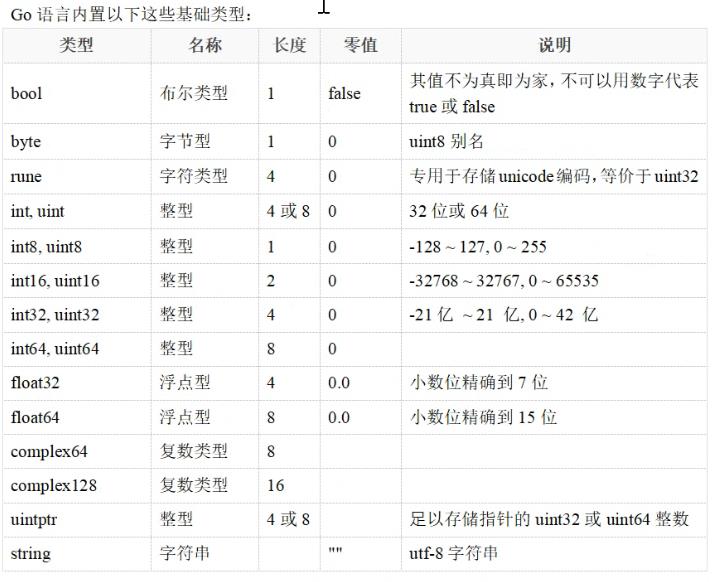 Go 语言内置以下这些基础类型:
类型 名称 长度 零值 说明
bool 布尔类型 1 false 其值不为真即为家,不可以用数字代表
true 或 false
byte 字节型 1 0 uint8 别名
rune 字符类型 4 0 专用于存储 unicode 编码,等价于 uint32
int, uint 整型 4 或 8 0 32 位或 64 位
int8, uint8 整型 1 0 -128 ~ 127, 0 ~ 255
int16, uint16 整型 2 0 -32768 ~ 32767, 0 ~ 65535
int32, uint32 整型 4 0 -21 亿 ~ 21 亿, 0 ~ 42 亿
int64, uint64 整型 8 0
float32 浮点型 4 0.0 小数位精确到 7 位
float64 浮点型 8 0.0 小数位精确到 15 位
complex64 复数类型 8
complex128 复数类型 16
uintptr 整型 4 或 8 足以存储指针的 uint32 或 uint64 整数
string 字符串 "" utf-8 字符串